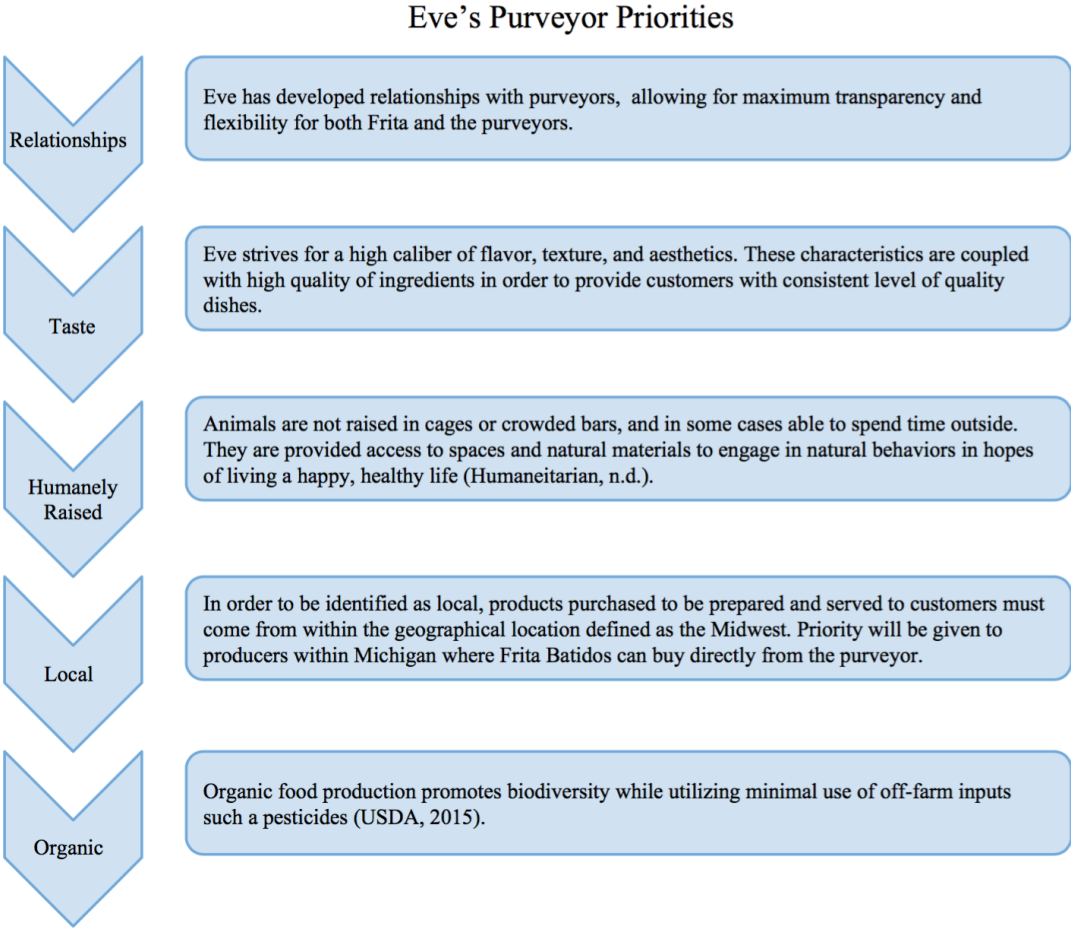 Eve’s Purveyor Priorities
Relationships
Eve has developed relationships with purveyors,  allowing for maximum transparency and
flexibility for both Frita and the purveyors.
Taste
Eve strives for a high caliber of flavor, texture, and aesthetics. These characteristics are coupled
with high quality of ingredients in order to provide customers with consistent level of quality
dishes.
Humanely
Raised
Animals are not raised in cages or crowded bars, and in some cases able to spend time outside.
They are provided access to spaces and natural materials to engage in natural behaviors in hopes
of living a happy, healthy life (Humaneitarian, n.d.).
Local
In order to be identified as local, products purchased to be prepared and served to customers must
come from within the geographical location defined as the Midwest. Priority will be given to
producers within Michigan where Frita Batidos can buy directly from the purveyor.
Organic
Organic food production promotes biodiversity while utilizing minimal use of off-farm inputs
such a pesticides (USDA, 2015).